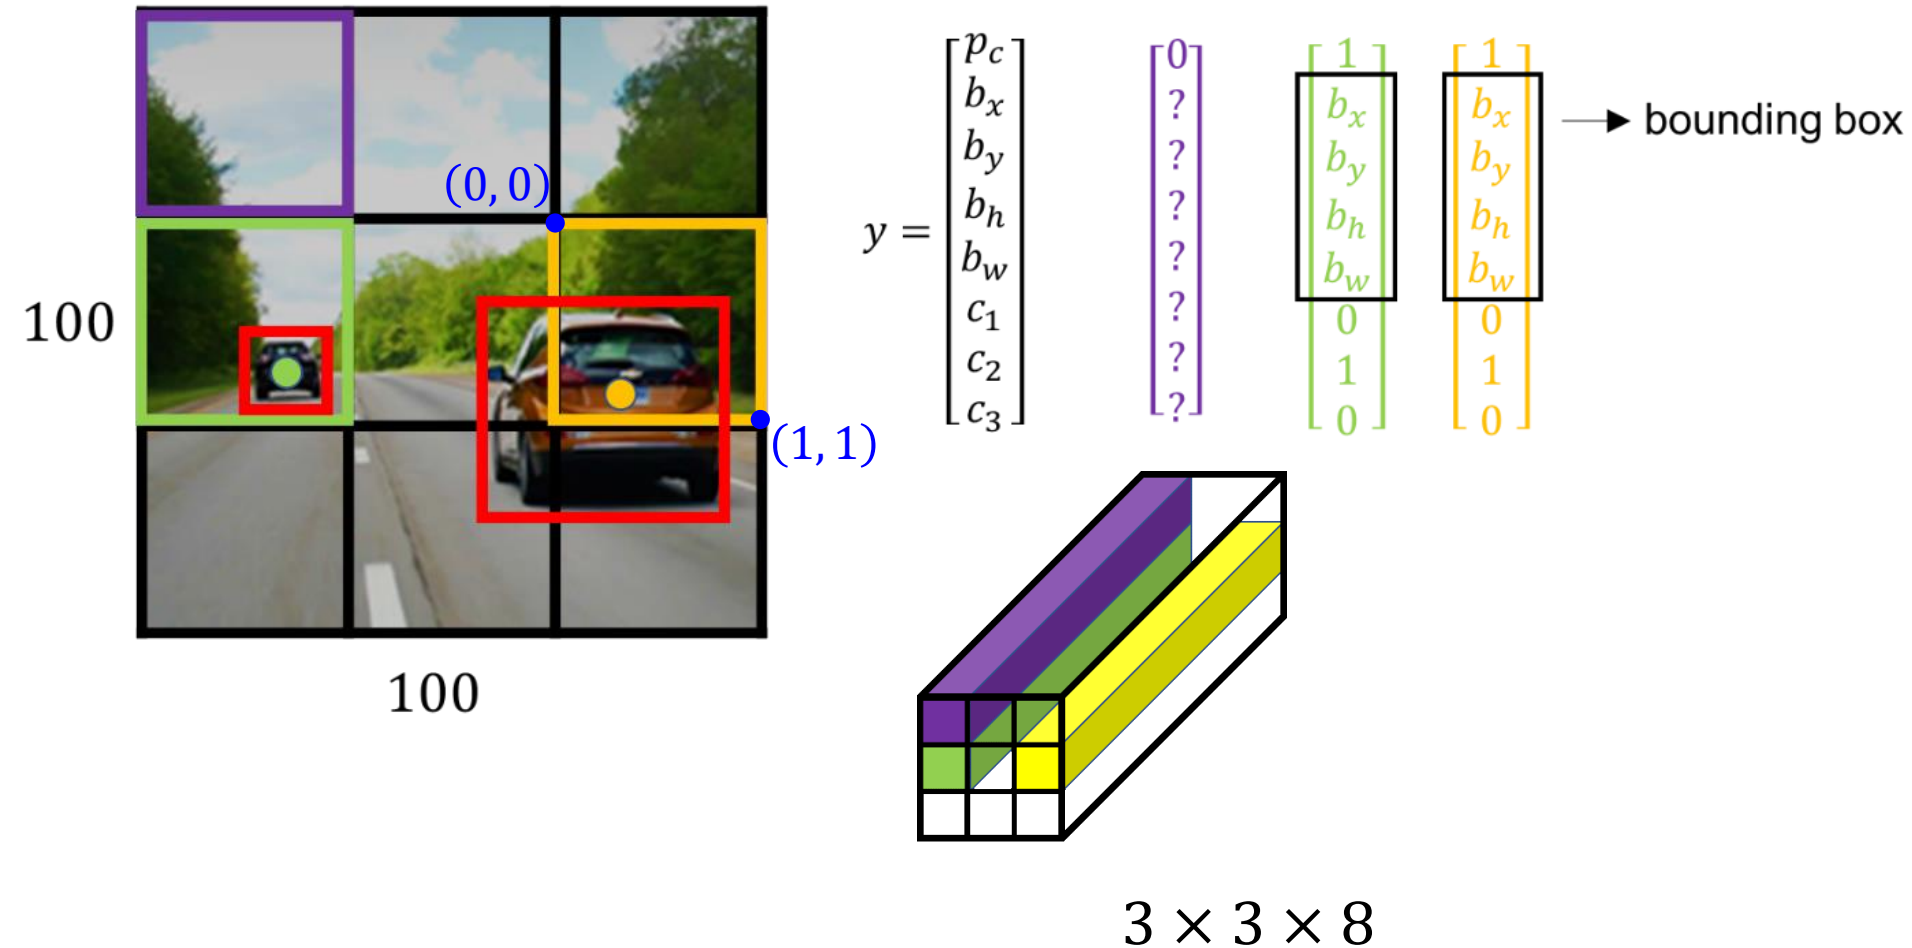 (0, 0)
(1, 1)
100
100
y =
p_c
b_x
b_y
b_h
b_w
c_1
c_2
c_3
0
?
?
?
?
?
?
?
1
b_x
b_y
b_h
b_w
0
1
0
1
b_x
b_y
b_h
b_w
0
1
0
bounding box
3 × 3 × 8